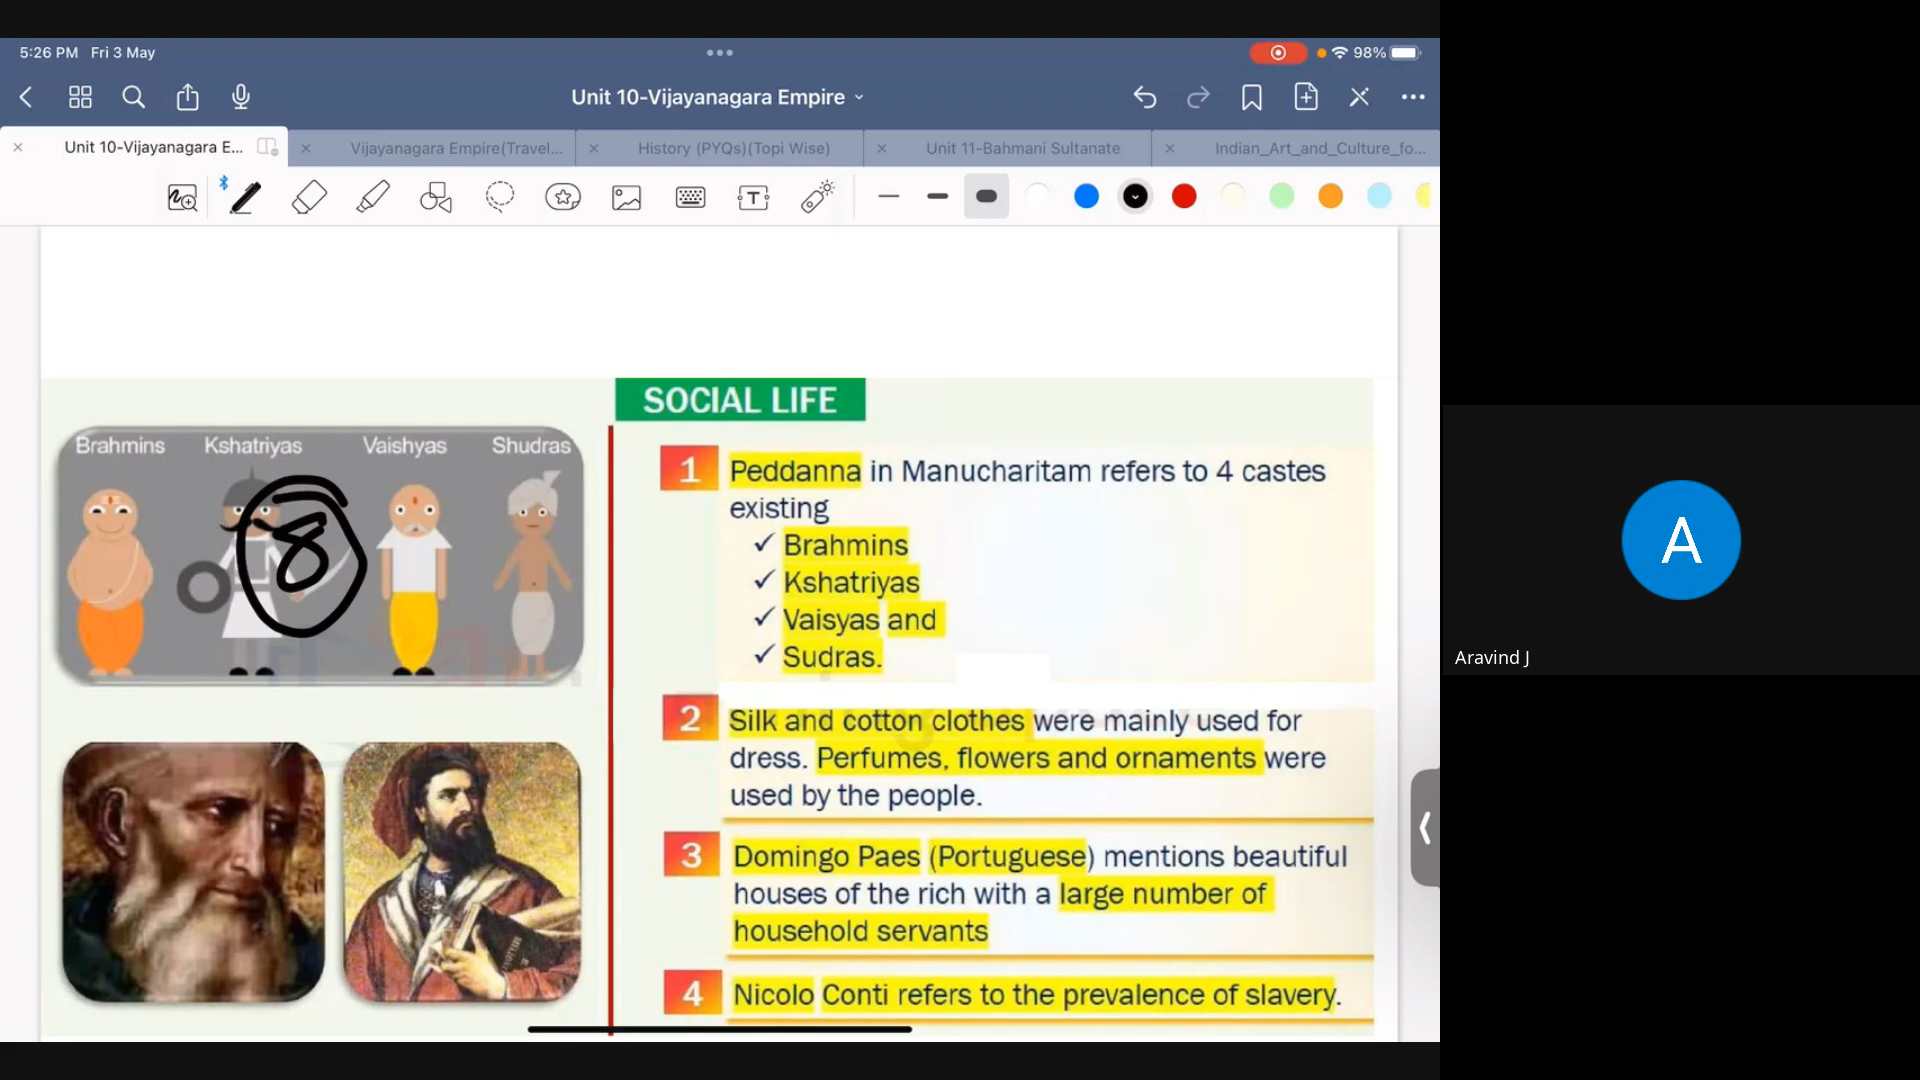 5:26 PM Fri 3 May
98%
Unit 10-Vijayanagara Empire
Unit 10-Vijayanagara E...
Vijayanagara Empire(Travel...
History (PYQs)(Topi Wise)
Unit 11-Bahmani Sultanate
Indian_Art_and_Culture_fo...
T
SOCIAL LIFE
Brahmins Kshatriyas Vaishyas Shudras
8
1 Peddanna in Manucharitam refers to 4 castes
existing
✓ Brahmins
✓ Kshatriyas
✓ Vaisyas and
✓ Sudras.
2 Silk and cotton clothes were mainly used for
dress. Perfumes, flowers and ornaments were
used by the people.
3 Domingo Paes (Portuguese) mentions beautiful
houses of the rich with a large number of
household servants
4 Nicolo Conti refers to the prevalence of slavery.
A
Aravind J